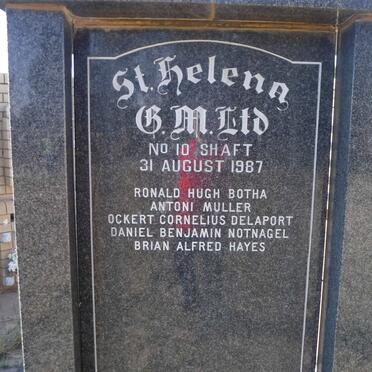 St. Helena
G.M. Ltd
NO 10 SHAFT
31 AUGUST 1987
RONALD HUGH BOTHA
ANTONI MULLER
OCKERT CORNELIUS DELAPORT
DANIEL BENJAMIN NOTNAGEL
BRIAN ALFRED HAYES